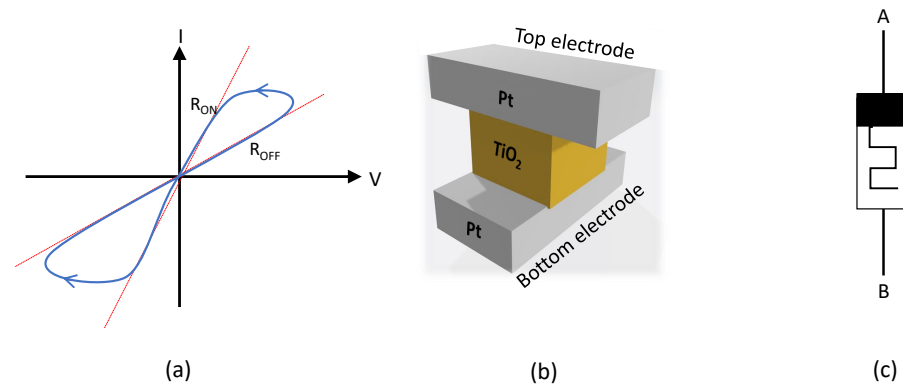 I
R_ON
R_OFF
V
(a)
Top electrode
Pt
TiO₂
Pt
Bottom electrode
(b)
A
B
(c)